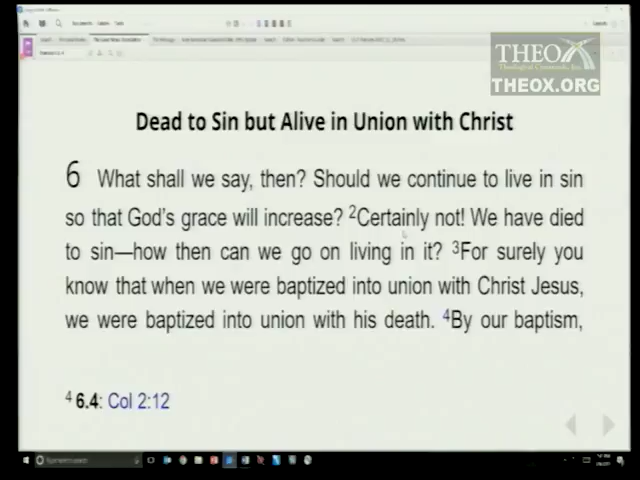 THEOX
Theological Commands, Inc.
THEOX.ORG
Dead to Sin but Alive in Union with Christ
6 What shall we say, then? Should we continue to live in sin
so that God's grace will increase? ²Certainly not! We have died
to sin—how then can we go on living in it? ³For surely you
know that when we were baptized into union with Christ Jesus,
we were baptized into union with his death. ⁴By our baptism,
⁴ 6.4: Col 2:12